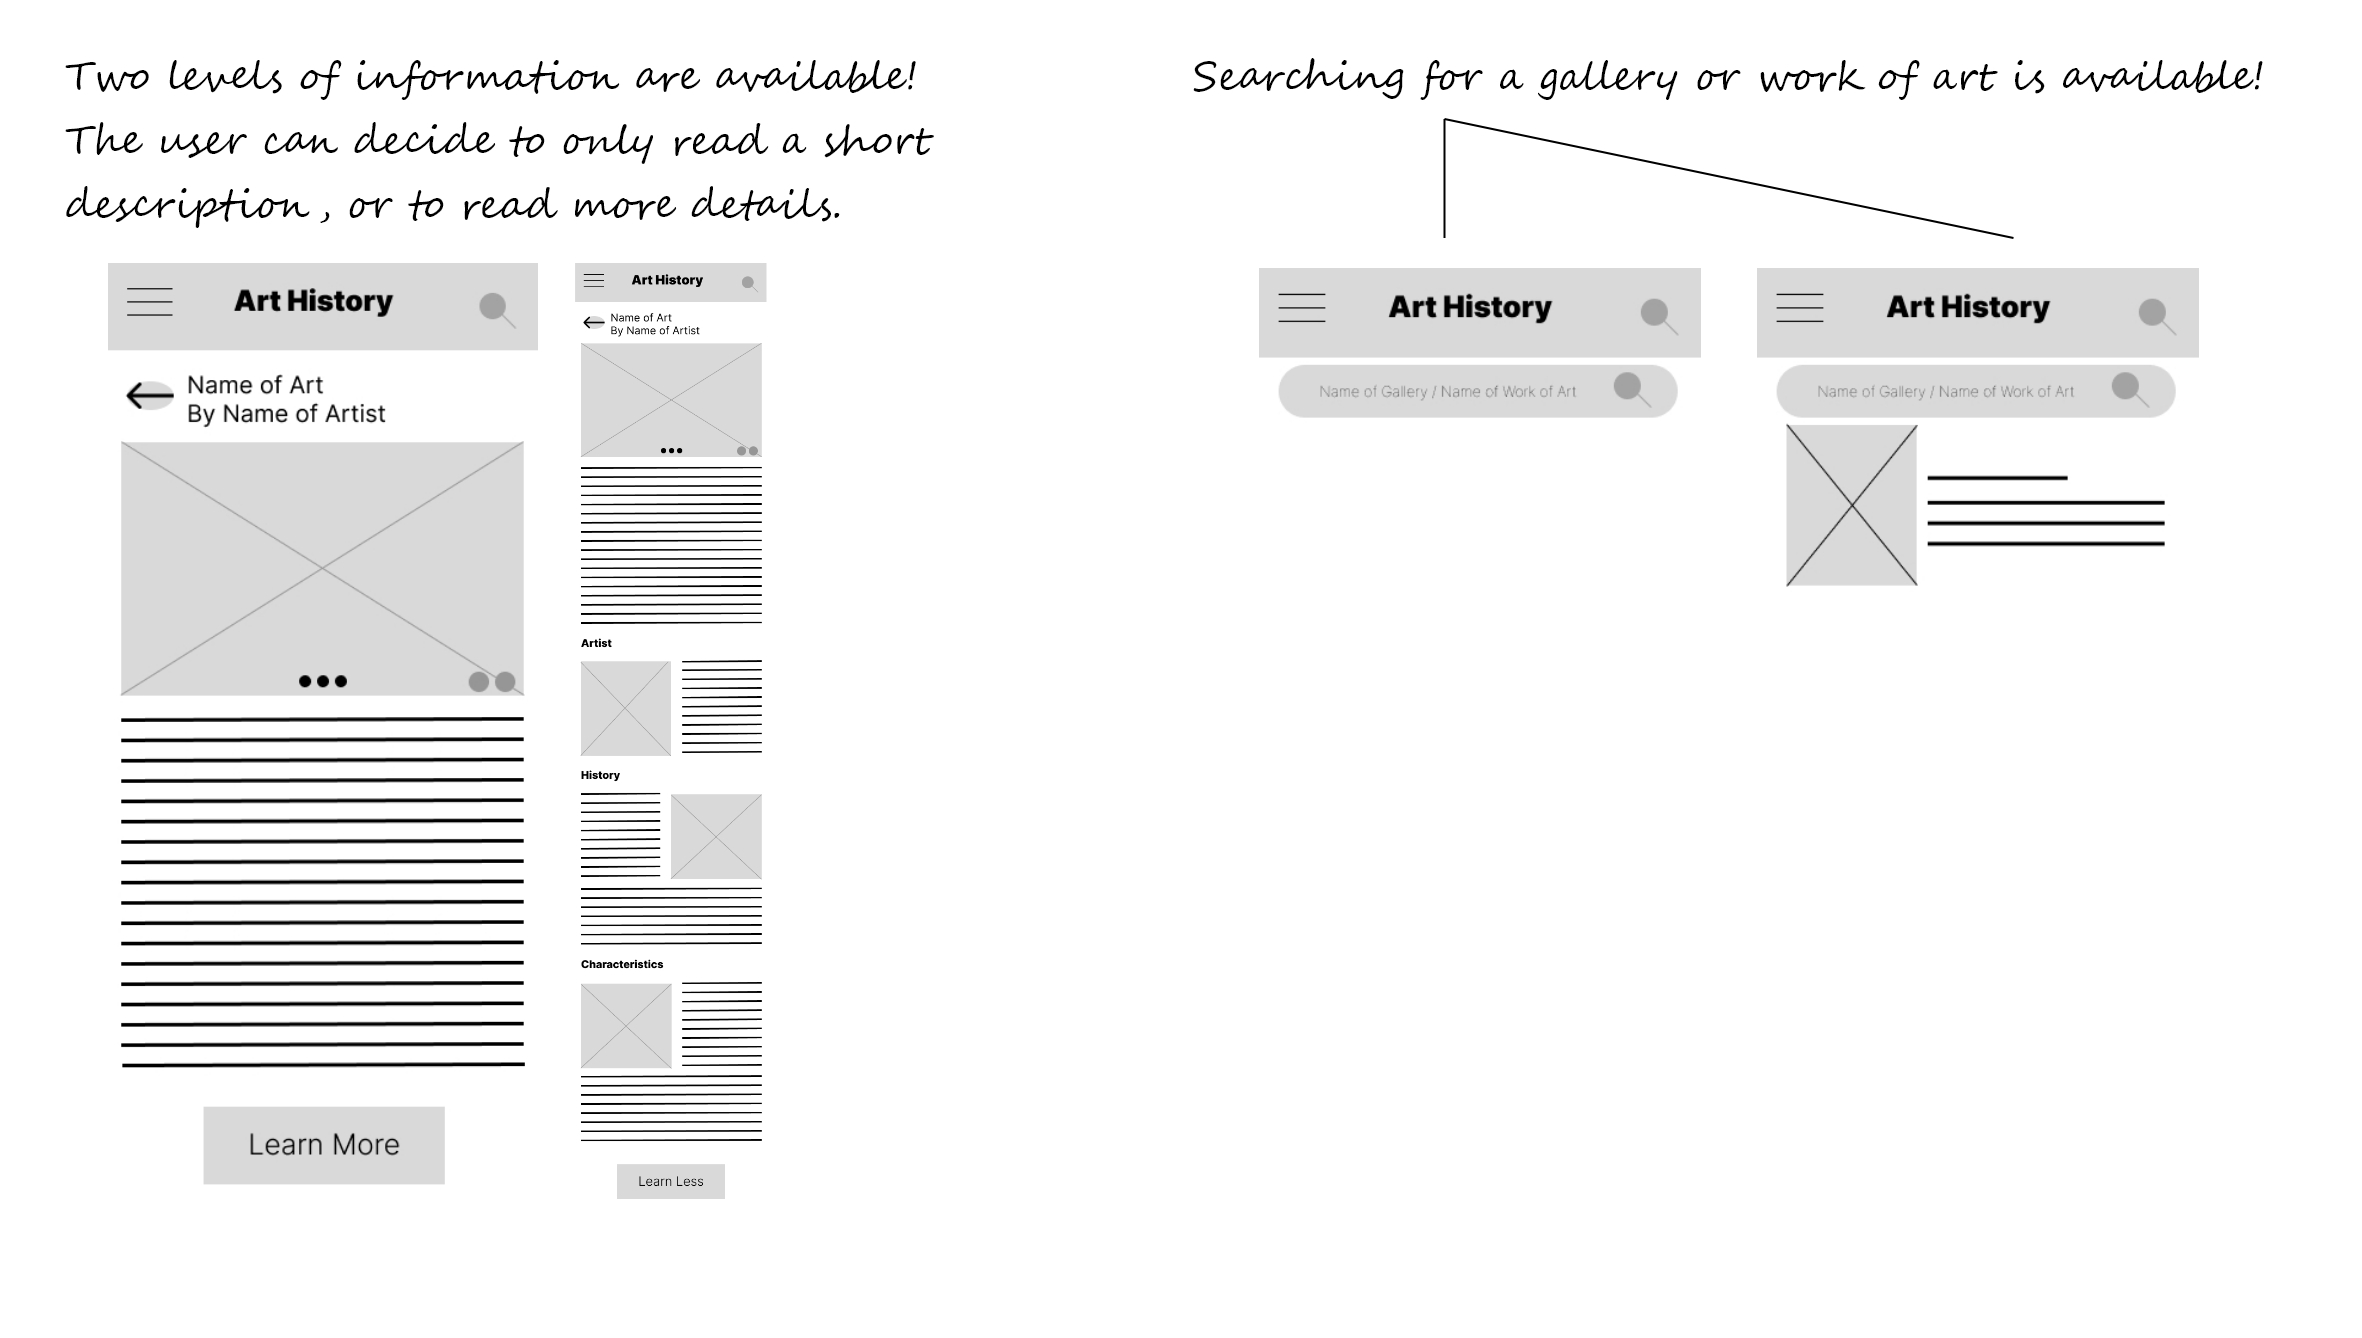 Two levels of information are available!
The user can decide to only read a short
description, or to read more details.
Art History
Name of Art
By Name of Artist
Learn More
Art History
Name of Art
By Name of Artist
Artist
History
Characteristics
Learn Less
Searching for a gallery or work of art is available!
Art History
Name of Gallery / Name of Work of Art
Art History
Name of Gallery / Name of Work of Art